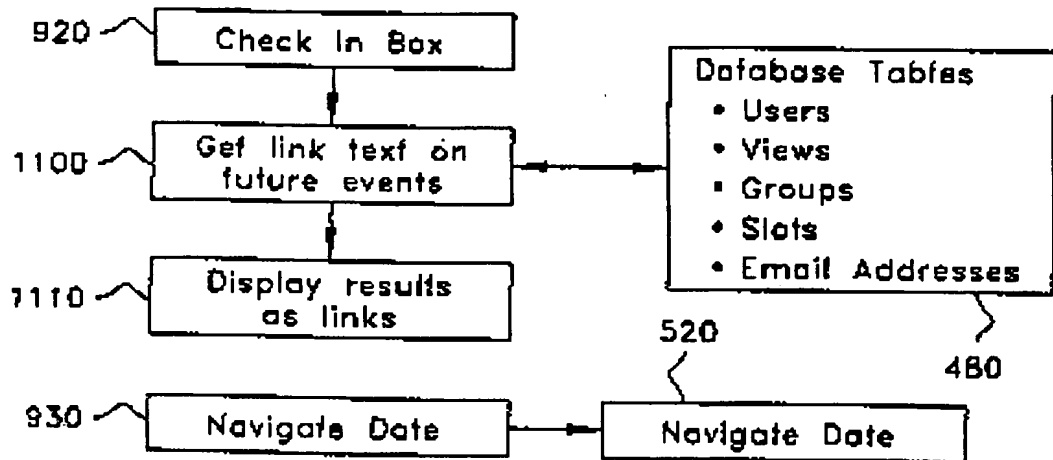 920
Check In Box
1100
Get link text on
future events
Database Tables
• Users
• Views
▪ Groups
• Slots
• Email Addresses
1110
Display results
as links
520
480
930
Navigate Date
Navigate Date